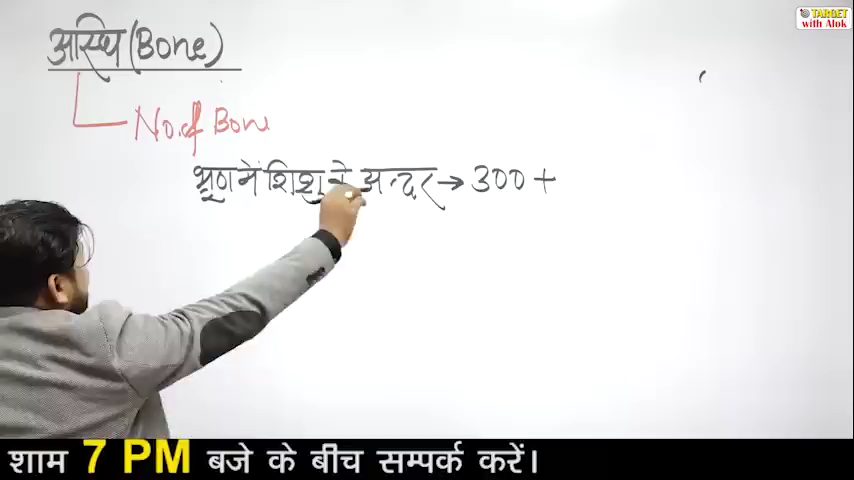 अस्थि (Bone)
No. of Bone
भ्रूण में शिशु के अन्दर → 300 +
TARGET
with Alok
शाम 7 PM बजे के बीच सम्पर्क करें।